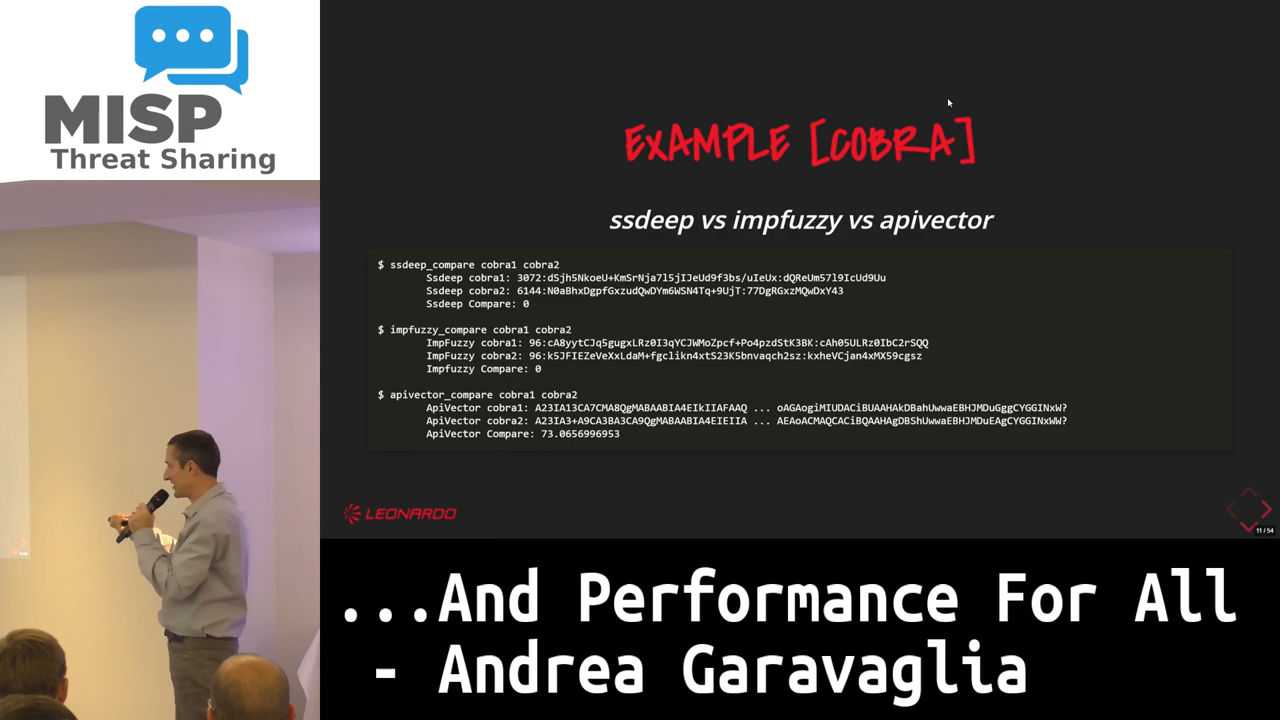 MISP
Threat Sharing
EXAMPLE [COBRA]
ssdeep vs impfuzzy vs apivector
$ ssdeep_compare cobra1 cobra2
Ssdeep cobra1: 3072:dSjh5NkoeU+KmSrNja7l5jIJeUd9f3bs/uIeUx:dQReUm57l9IcUd9Uu
Ssdeep cobra2: 6144:N0aBhxDgpfGxzudQwDYm6WSN4Tq+9UjT:77DgRGxzMQwDxY43
Ssdeep Compare: 0
$ impfuzzy_compare cobra1 cobra2
ImpFuzzy cobra1: 96:cA8yytCJq5gugxLRz0I3qYCJWMoZpcf+Po4pzdStK3BK:cAh05ULRz0IbC2rSQQ
ImpFuzzy cobra2: 96:k5JFIEZeVeXxLdaM+fgclikn4xtS23K5bnvaqch2sz:kxheVCjan4xMX59cgsz
Impfuzzy Compare: 0
$ apivector_compare cobra1 cobra2
ApiVector cobra1: A23IA13CA7CMA8QgMABAABIA4EIkIIAFAAQ ... oAGAogiMIUDACiBUAAHAkDBahUwwaEBHJMDuGggCYGGINxW?
ApiVector cobra2: A23IA3+A9CA3BA3CA9QgMABAABIA4EIEIIA ... AEAoACMAQCACiBQAAHAgDBShUwwaEBHJMDuEAgCYGGINxWW?
ApiVector Compare: 73.0656996953
LEONARDO
11 / 54
...And Performance For All
- Andrea Garavaglia